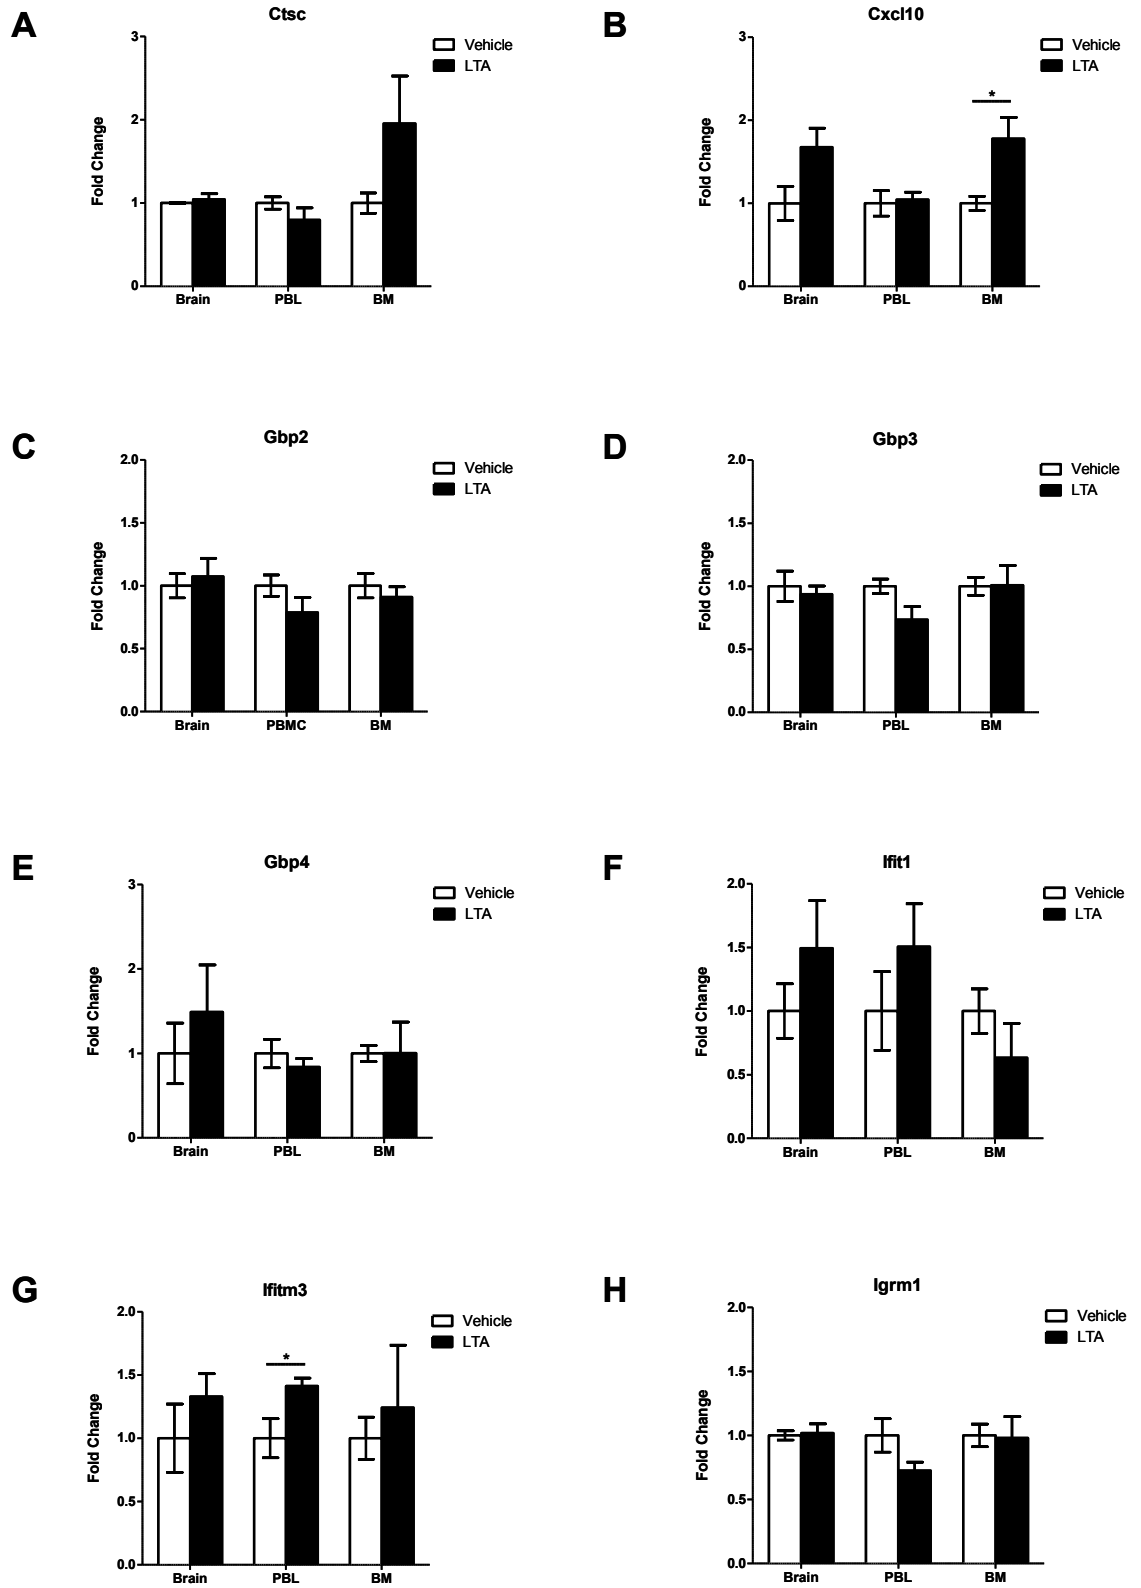 A
Ctsc
3
2
1
0
Fold Change
Brain PBL BM
Vehicle
LTA
B
Cxcl10
3
2
1
0
Fold Change
*
Brain PBL BM
Vehicle
LTA
C
Gbp2
2.0
1.5
1.0
0.5
0.0
Fold Change
Brain PBMC BM
Vehicle
LTA
D
Gbp3
2.0
1.5
1.0
0.5
0.0
Fold Change
Brain PBL BM
Vehicle
LTA
E
Gbp4
3
2
1
0
Fold Change
Brain PBL BM
Vehicle
LTA
F
Ifit1
2.0
1.5
1.0
0.5
0.0
Fold Change
Brain PBL BM
Vehicle
LTA
G
Ifitm3
2.0
1.5
1.0
0.5
0.0
Fold Change
*
Brain PBL BM
Vehicle
LTA
H
Igrm1
2.0
1.5
1.0
0.5
0.0
Fold Change
Brain PBL BM
Vehicle
LTA